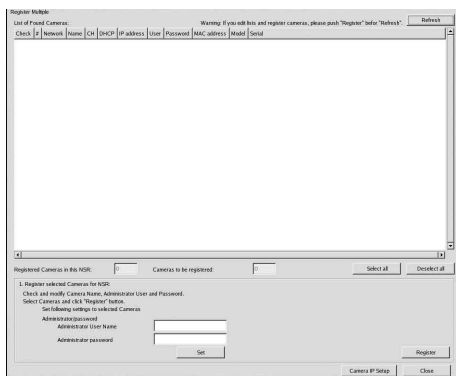 Register Multiple
List of Found Cameras:
Warning: If you edit lists and register cameras, please push "Register" befor "Refresh".
Refresh
Check # Network Name CH DHCP IP address User Password MAC address Model Serial
Registered Cameras in this NSR: 0 Cameras to be registered: 0 Select all Deselect all
1. Register selected Cameras for NSR:
Check and modify Camera Name, Administrator User and Password.
Select Cameras and click "Register" button.
Set following settings to selected Cameras
Administrator/password
Administrator User Name
Administrator password
Set Register
Camera IP Setup Close